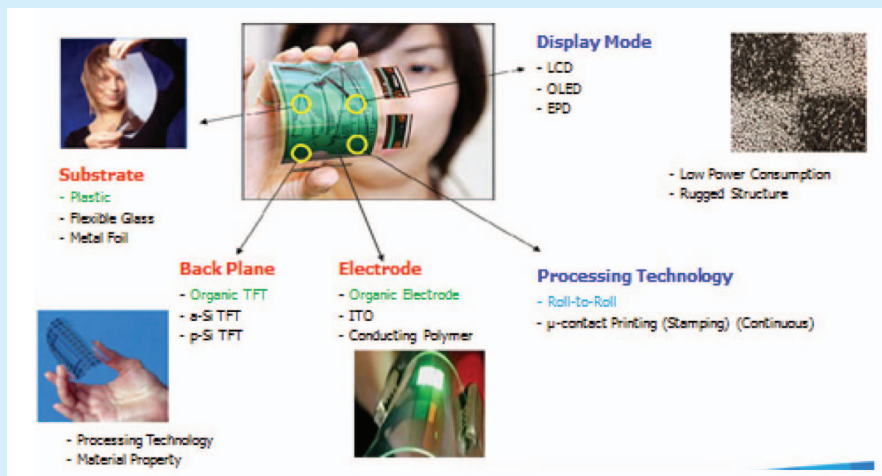 Display Mode
- LCD
- OLED
- EPD
- Low Power Consumption
- Rugged Structure
Substrate
- Plastic
- Flexible Glass
- Metal Foil
Back Plane
- Organic TFT
- a-Si TFT
- p-Si TFT
Electrode
- Organic Electrode
- ITO
- Conducting Polymer
Processing Technology
- Roll-to-Roll
- μ-contact Printing (Stamping) (Continuous)
- Processing Technology
- Material Property